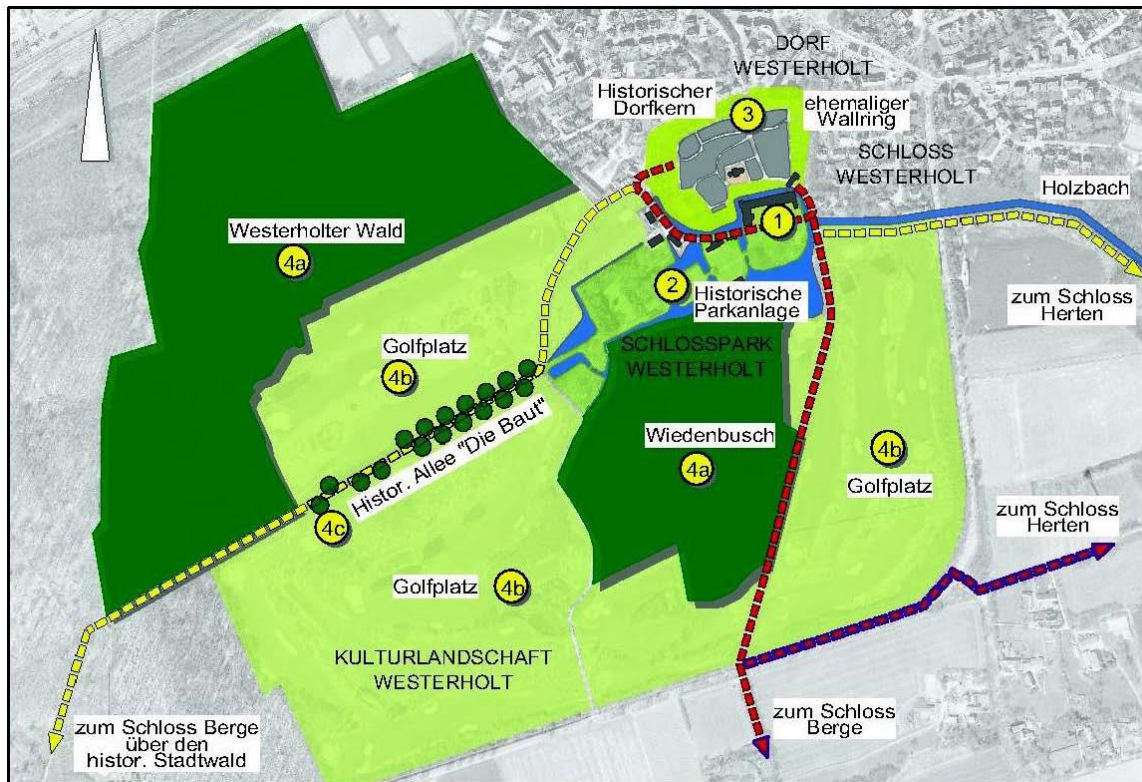 DORF
WESTERHOLT
Historischer
Dorfkern
ehemaliger
Wallring
3
SCHLOSS
WESTERHOLT
Holzbach
1
Westerholter Wald
4a
zum Schloss
Herten
2
Historische
Parkanlage
SCHLOSSPARK
WESTERHOLT
Golfplatz
4b
Histor. Allee "Die Baut"
Wiedenbusch
4a
4b
Golfplatz
4c
zum Schloss
Herten
Golfplatz
4b
KULTURLANDSCHAFT
WESTERHOLT
zum Schloss Berge
über den
histor. Stadtwald
zum Schloss
Berge